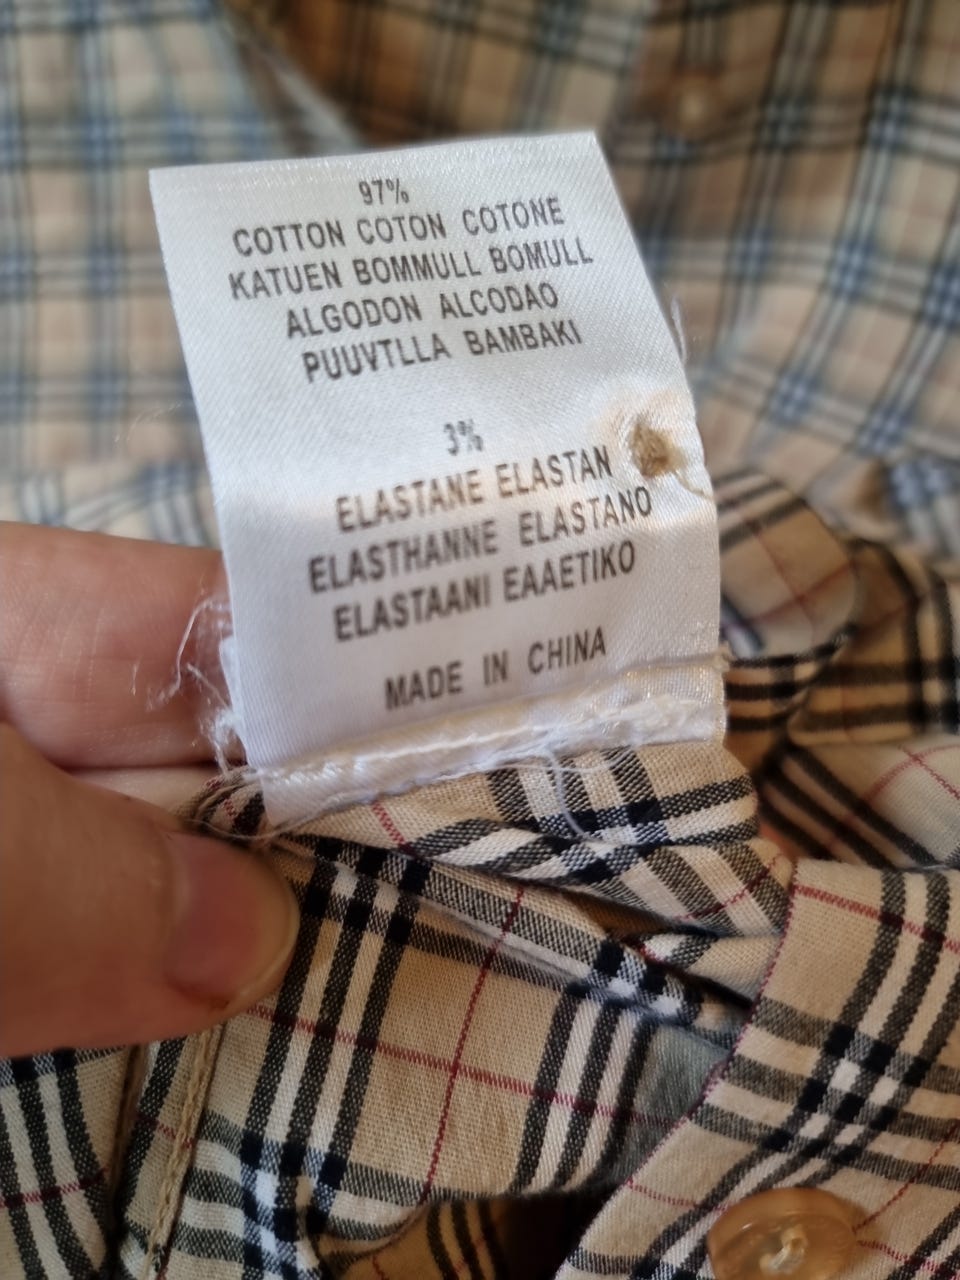 97%
COTTON COTON COTONE
KATUEN BOMMULL BOMULL
ALGODON ALCODAO
PUUVTLLA BAMBAKI
3%
ELASTANE ELASTAN
ELASTHANNE ELASTANO
ELASTAANI EAAETIKO
MADE IN CHINA